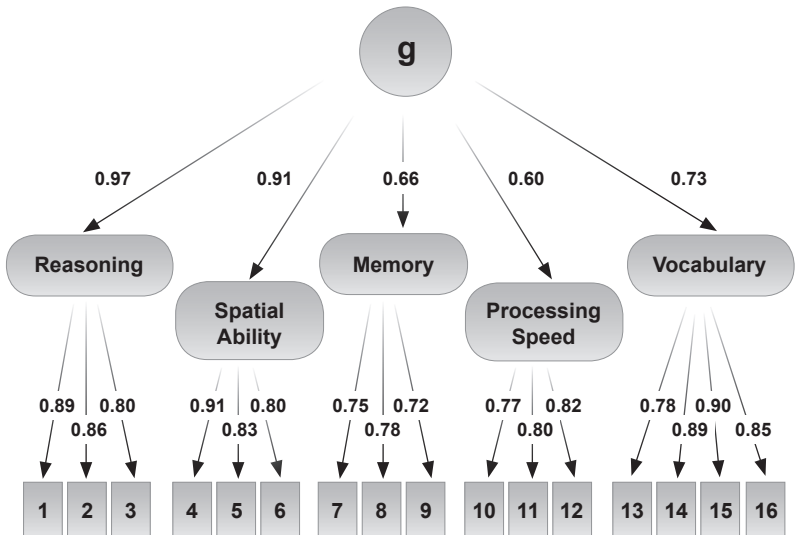 g
0.97 0.91 0.66 0.60 0.73
Reasoning
Memory
Vocabulary
Spatial
Ability
Processing
Speed
0.89 0.80 0.91 0.80 0.75 0.72 0.77 0.82 0.78 0.90
0.86 0.83 0.78 0.80 0.89 0.85
1 2 3 4 5 6 7 8 9 10 11 12 13 14 15 16